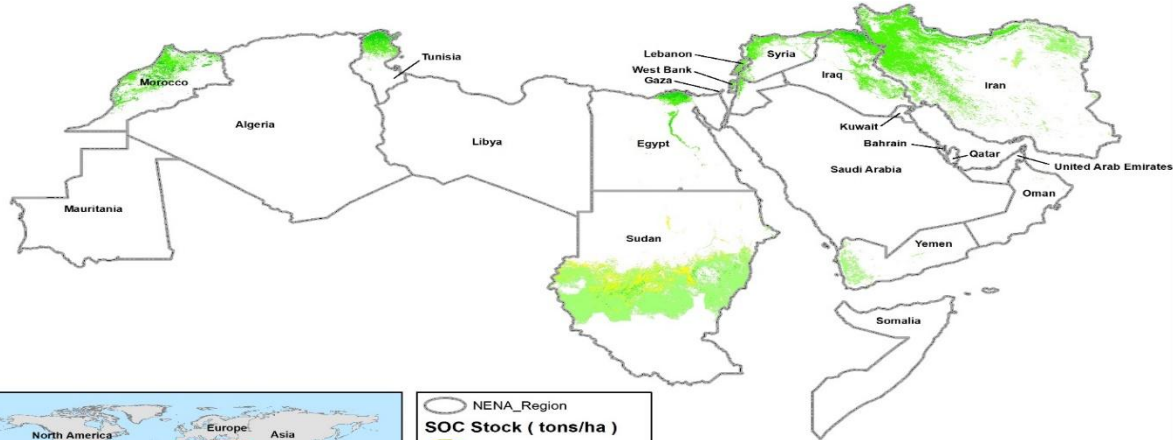 Lebanon
Syria
Tunisia
West Bank
Morocco
Gaza
Iraq
Iran
Algeria
Libya
Egypt
Kuwait
Bahrain
Qatar
Saudi Arabia
United Arab Emirates
Oman
Mauritania
Sudan
Yemen
Somalia
NENA_Region
SOC Stock ( tons/ha )
North America
Europe
Asia